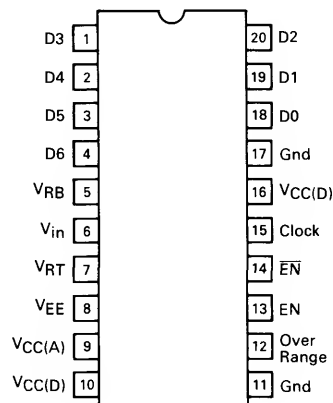 D3 1 20 D2
D4 2 19 D1
D5 3 18 D0
D6 4 17 Gnd
VRB 5 16 VCC(D)
Vin 6 15 Clock
VRT 7 14 E̅N̅
VEE 8 13 EN
VCC(A) 9 12 Over
Range
VCC(D) 10 11 Gnd